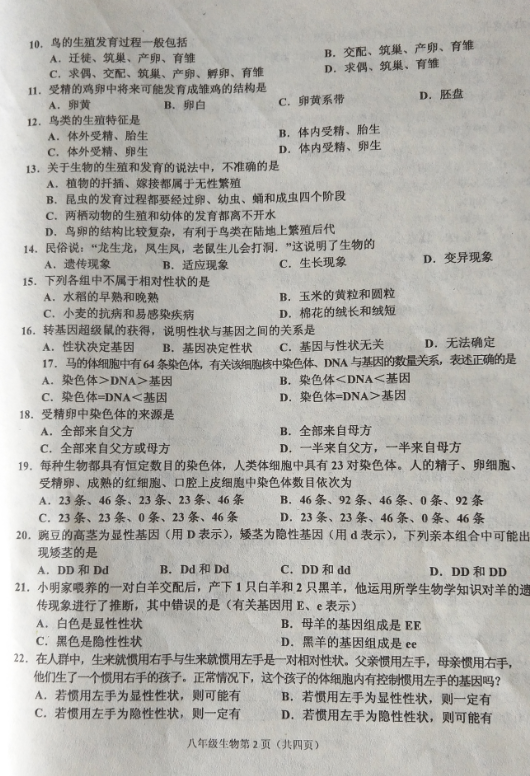 10．鸟的生殖发育过程一般包括
A．迁徒、筑巢、产卵、育雏 B．交配、筑巢、产卵、育雏
C．求偶、交配、筑巢、产卵、孵卵、育雏 D．求偶、筑巢、育雏
11．受精的鸡卵中将来可能发育成雏鸡的结构是
A．卵黄 B．卵白 C．卵黄系带 D．胚盘
12．鸟类的生殖特征是
A．体外受精、胎生 B．体内受精、胎生
C．体外受精、卵生 D．体内受精、卵生
13．关于生物的生殖和发育的说法中，不准确的是
A．植物的扦插、嫁接都属于无性繁殖
B．昆虫的发育过程都要经过卵、幼虫、蛹和成虫四个阶段
C．两栖动物的生殖和幼体的发育都离不开水
D．鸟卵的结构比较复杂，有利于鸟类在陆地上繁殖后代
14．民俗说：“龙生龙，凤生凤，老鼠生儿会打洞．”这说明了生物的
A．遗传现象 B．适应现象 C．生长现象 D．变异现象
15．下列各组中不属于相对性状的是
A．水稻的早熟和晚熟 B．玉米的黄粒和圆粒
C．小麦的抗病和易感染疾病 D．棉花的绒长和绒短
16．转基因超级鼠的获得，说明性状与基因之间的关系是
A．性状决定基因 B．基因决定性状 C．基因与性状无关 D．无法确定
17．马的体细胞中有64条染色体，有关该细胞核中染色体、DNA与基因的数量关系，表述正确的是
A．染色体＞DNA＞基因 B．染色体＜DNA＜基因
C．染色体=DNA＜基因 D．染色体=DNA＞基因
18．受精卵中染色体的来源是
A．全部来自父方 B．全部来自母方
C．全部来自父方或母方 D．一半来自父方，一半来自母方
19．每种生物都具有恒定数目的染色体，人类体细胞中具有23对染色体。人的精子、卵细胞、
受精卵、成熟的红细胞、口腔上皮细胞中染色体数目依次为
A．23条、46条、23条、23条、46条 B．46条、92条、46条、0条、92条
C．23条、23条、0条、23条、46条 D．23条、23条、46条、0条、46条
20．豌豆的高茎为显性基因（用D表示），矮茎为隐性基因（用d表示），下列亲本组合中可能出
现矮茎的是
A．DD和Dd B．Dd和Dd C．DD和dd D．DD和DD
21．小明家喂养的一对白羊交配后，产下1只白羊和2只黑羊，他运用所学生物学知识对羊的遗
传现象进行了推断，其中错误的是（有关基因用E、e表示）
A．白色是显性性状 B．母羊的基因组成是EE
C．黑色是隐性性状 D．黑羊的基因组成是ee
22．在人群中，生来就惯用右手与生来就惯用左手是一对相对性状。父亲惯用左手，母亲惯用右手，
他们生了一个惯用右手的孩子。正常情况下，这个孩子的体细胞内有控制惯用左手的基因吗？
A．若惯用左手为显性性状，则可能有 B．若惯用左手为显性性状，则一定有
C．若惯用左手为隐性性状，则一定有 D．若惯用左手为隐性性状，则可能有
八年级生物第2页（共四页）